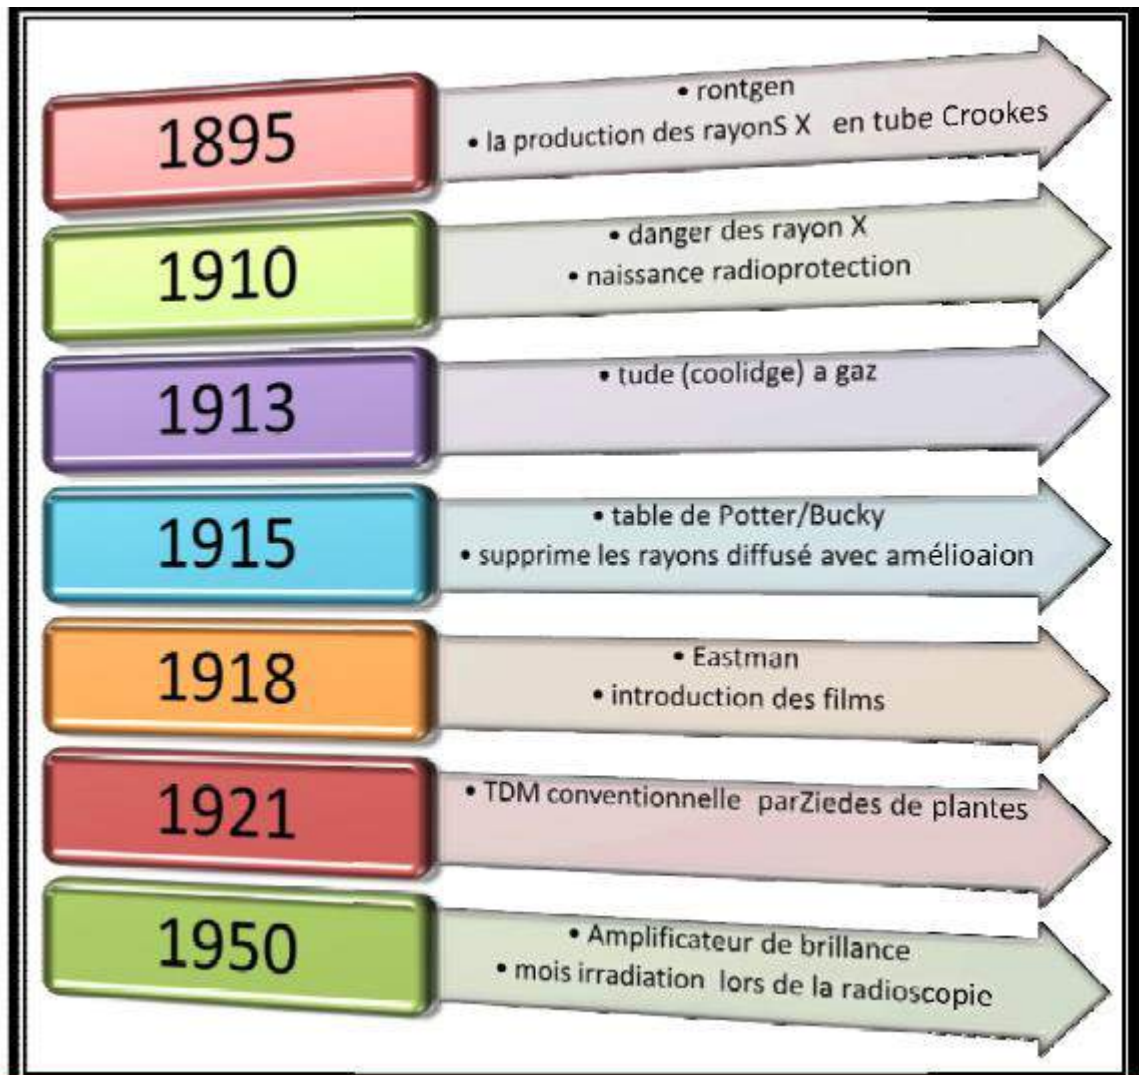 1895
• rontgen
• la production des rayonS X en tube Crookes
1910
• danger des rayon X
• naissance radioprotection
1913
• tude (coolidge) a gaz
1915
• table de Potter/Bucky
• supprime les rayons diffusé avec amélioaion
1918
• Eastman
• introduction des films
1921
• TDM conventionnelle parZiedes de plantes
1950
• Amplificateur de brillance
• mois irradiation lors de la radioscopie